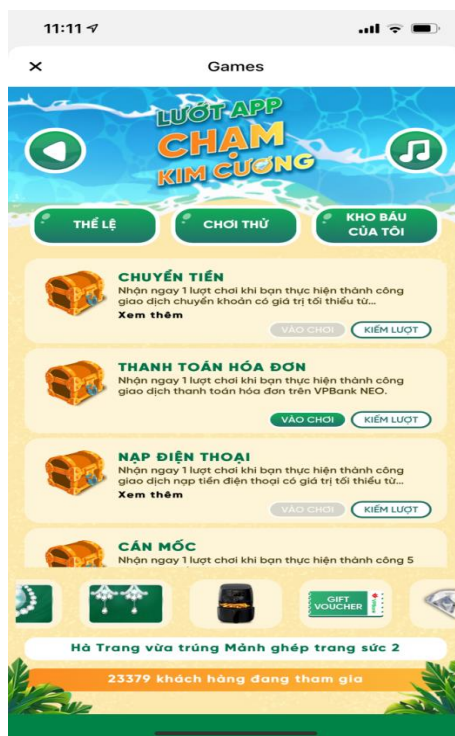 11:11
Games
LƯỚT APP
CHẠM
KIM CƯƠNG
THỂ LỆ
CHƠI THỬ
KHO BÁU
CỦA TÔI
CHUYỂN TIỀN
Nhận ngay 1 lượt chơi khi bạn thực hiện thành công
giao dịch chuyển khoản có giá trị tối thiểu từ...
Xem thêm
VÀO CHƠI
KIẾM LƯỢT
THANH TOÁN HÓA ĐƠN
Nhận ngay 1 lượt chơi khi bạn thực hiện thành công
giao dịch thanh toán hóa đơn trên VPBank NEO.
VÀO CHƠI
KIẾM LƯỢT
NẠP ĐIỆN THOẠI
Nhận ngay 1 lượt chơi khi bạn thực hiện thành công
giao dịch nạp tiền điện thoại có giá trị tối thiểu từ...
Xem thêm
VÀO CHƠI
KIẾM LƯỢT
CÁN MỐC
Nhận ngay 1 lượt chơi khi bạn thực hiện thành công 5
GIFT
VOUCHER
Hà Trang vừa trúng Mảnh ghép trang sức 2
23379 khách hàng đang tham gia